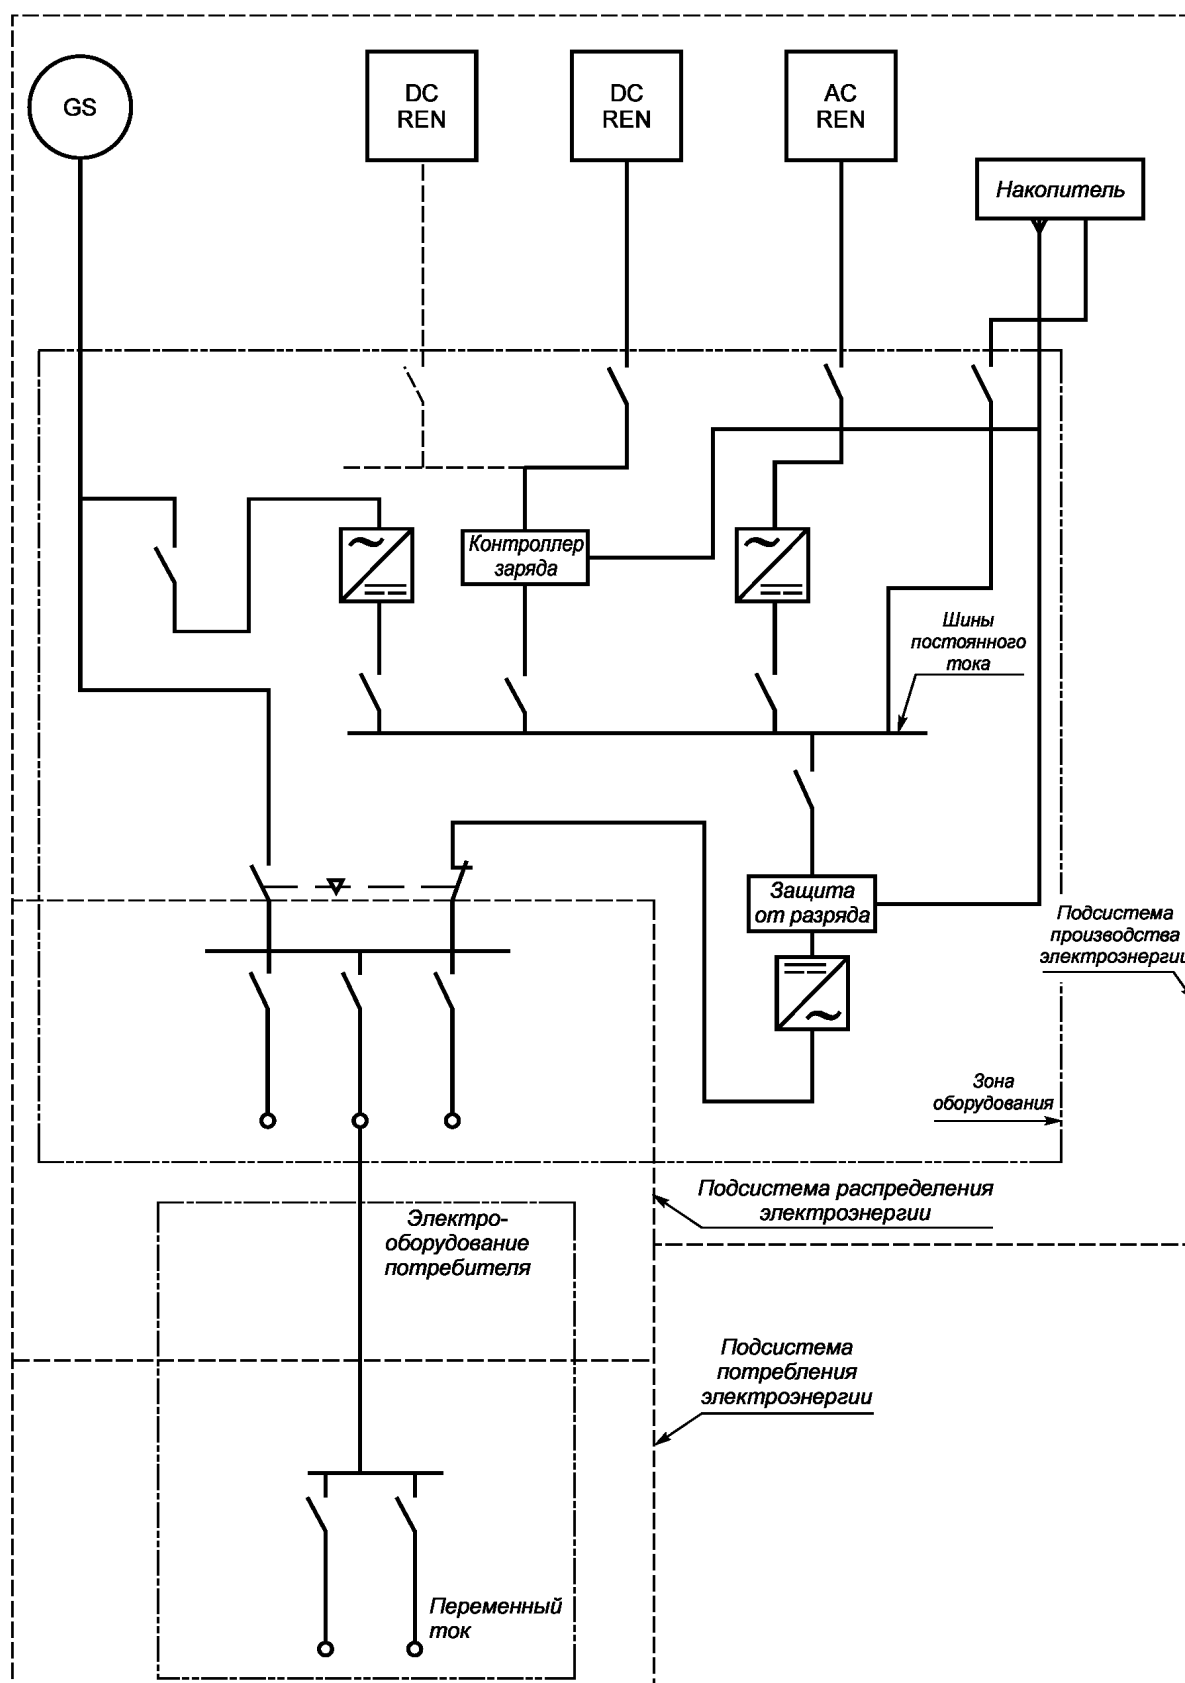 GS
DC
REN
DC
REN
AC
REN
Накопитель
Контроллер
заряда
Шины
постоянного
тока
Защита
от разряда
Подсистема
производства
электроэнергии
Зона
оборудования
Подсистема распределения
электроэнергии
Электро-
оборудование
потребителя
Подсистема
потребления
электроэнергии
Переменный
ток